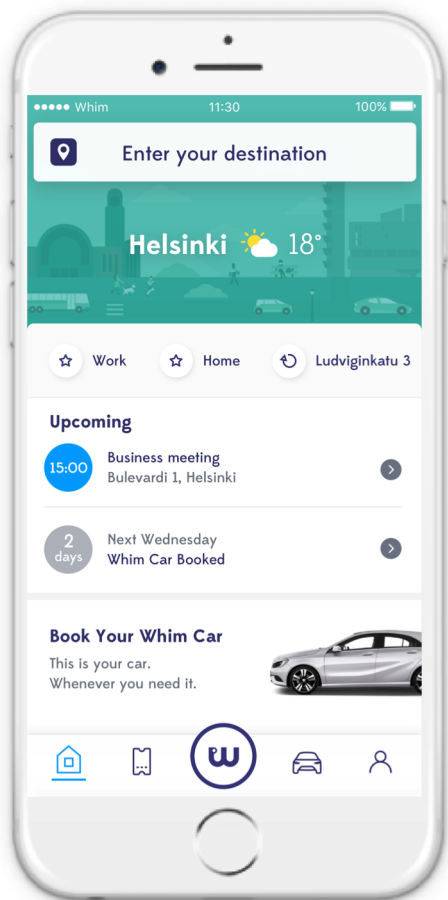 Whim 11:30 100%
Enter your destination
Helsinki 18°
Work Home Ludviginkatu 3
Upcoming
15:00
Business meeting
Bulevardi 1, Helsinki
2
days
Next Wednesday
Whim Car Booked
Book Your Whim Car
This is your car.
Whenever you need it.
w